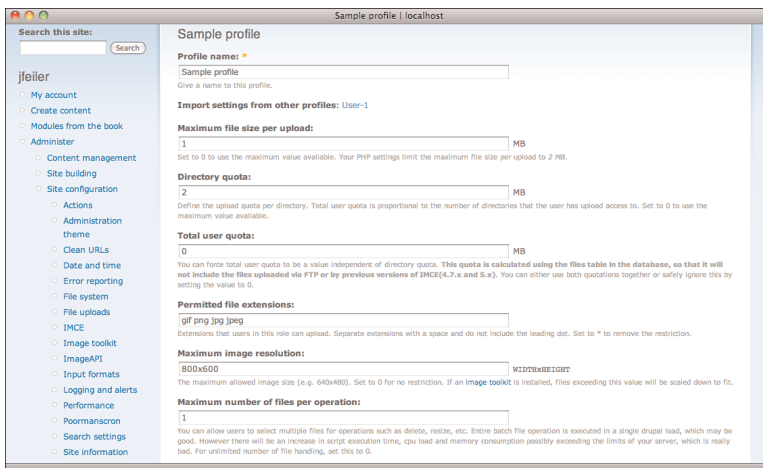 Sample profile | localhost
Search this site:
Search
jfeiler
My account
Create content
Modules from the book
Administer
Content management
Site building
Site configuration
Actions
Administration
theme
Clean URLs
Date and time
Error reporting
File system
File uploads
IMCE
Image toolkit
ImageAPI
Input formats
Logging and alerts
Performance
Poormanscron
Search settings
Site information
Sample profile
Profile name: *
Sample profile
Give a name to this profile.
Import settings from other profiles: User-1
Maximum file size per upload:
1 MB
Set to 0 to use the maximum value available. Your PHP settings limit the maximum file size per upload to 2 MB.
Directory quota:
2 MB
Define the upload quota per directory. Total user quota is proportional to the number of directories that the user has upload access to. Set to 0 to use the
maximum value available.
Total user quota:
0 MB
You can force total user quota to be a value independent of directory quota. This quota is calculated using the files table in the database, so that it will
not include the files uploaded via FTP or by previous versions of IMCE(4.7.x and 5.x). You can either use both quotations together or safely ignore this by
setting the value to 0.
Permitted file extensions:
gif png jpg jpeg
Extensions that users in this role can upload. Separate extensions with a space and do not include the leading dot. Set to * to remove the restriction.
Maximum image resolution:
800x600 WIDTHxHEIGHT
The maximum allowed image size (e.g. 640x480). Set to 0 for no restriction. If an image toolkit is installed, files exceeding this value will be scaled down to fit.
Maximum number of files per operation:
1
You can allow users to select multiple files for operations such as delete, resize, etc. Entire batch file operation is executed in a single drupal load, which may be
good. However there will be an increase in script execution time, cpu load and memory consumption possibly exceeding the limits of your server, which is really
bad. For unlimited number of file handling, set this to 0.